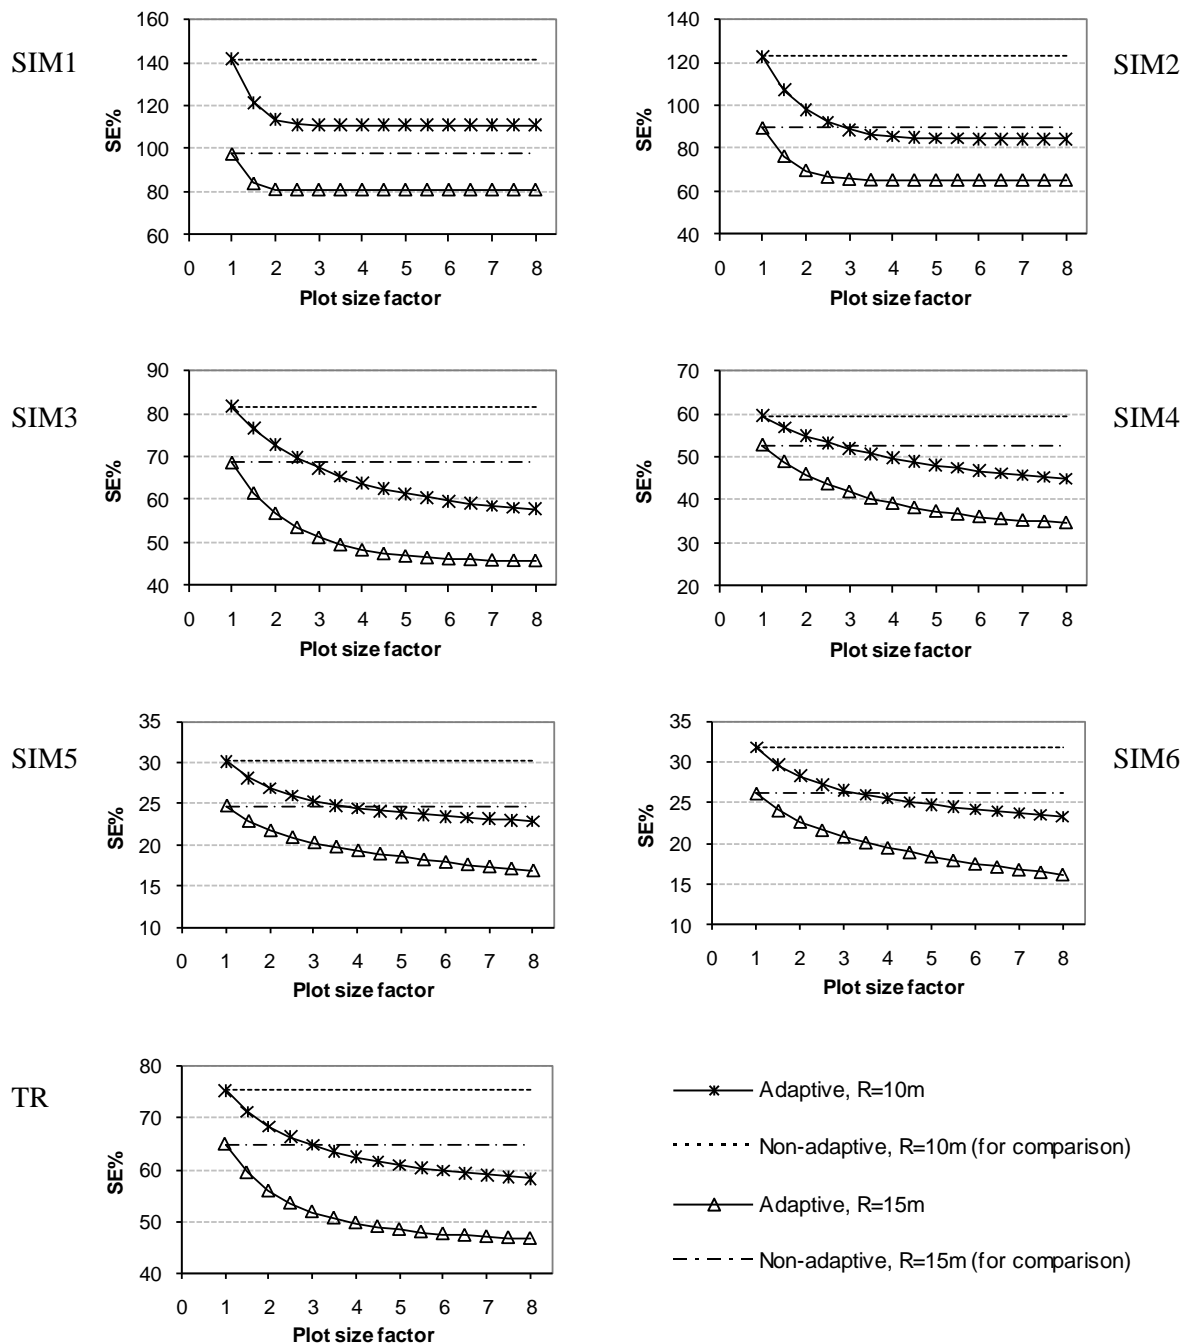 SIM1
SE%
160
140
120
100
80
60
0 1 2 3 4 5 6 7 8
Plot size factor
SIM2
SE%
140
120
100
80
60
40
0 1 2 3 4 5 6 7 8
Plot size factor
SIM3
SE%
90
80
70
60
50
40
0 1 2 3 4 5 6 7 8
Plot size factor
SIM4
SE%
70
60
50
40
30
20
0 1 2 3 4 5 6 7 8
Plot size factor
SIM5
SE%
35
30
25
20
15
10
0 1 2 3 4 5 6 7 8
Plot size factor
SIM6
SE%
35
30
25
20
15
10
0 1 2 3 4 5 6 7 8
Plot size factor
TR
SE%
80
70
60
50
40
0 1 2 3 4 5 6 7 8
Plot size factor
Adaptive, R=10m
Non-adaptive, R=10m (for comparison)
Adaptive, R=15m
Non-adaptive, R=15m (for comparison)